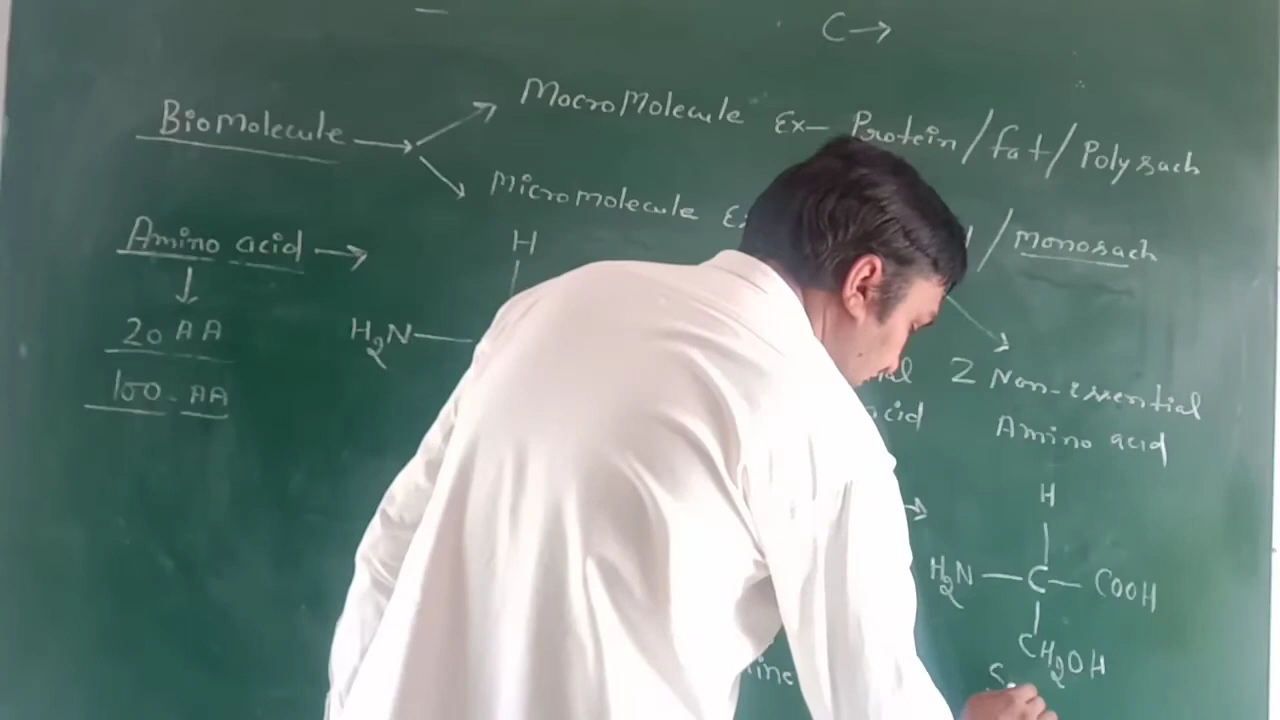 C→
Biomolecule → MacroMolecule Ex– Protein/fat/Polysach
Micromolecule / monosach
Amino acid →
H
20 AA
H2N—
100-AA
2 Non-essential
Amino acid
H
H2N—C—COOH
CH2OH